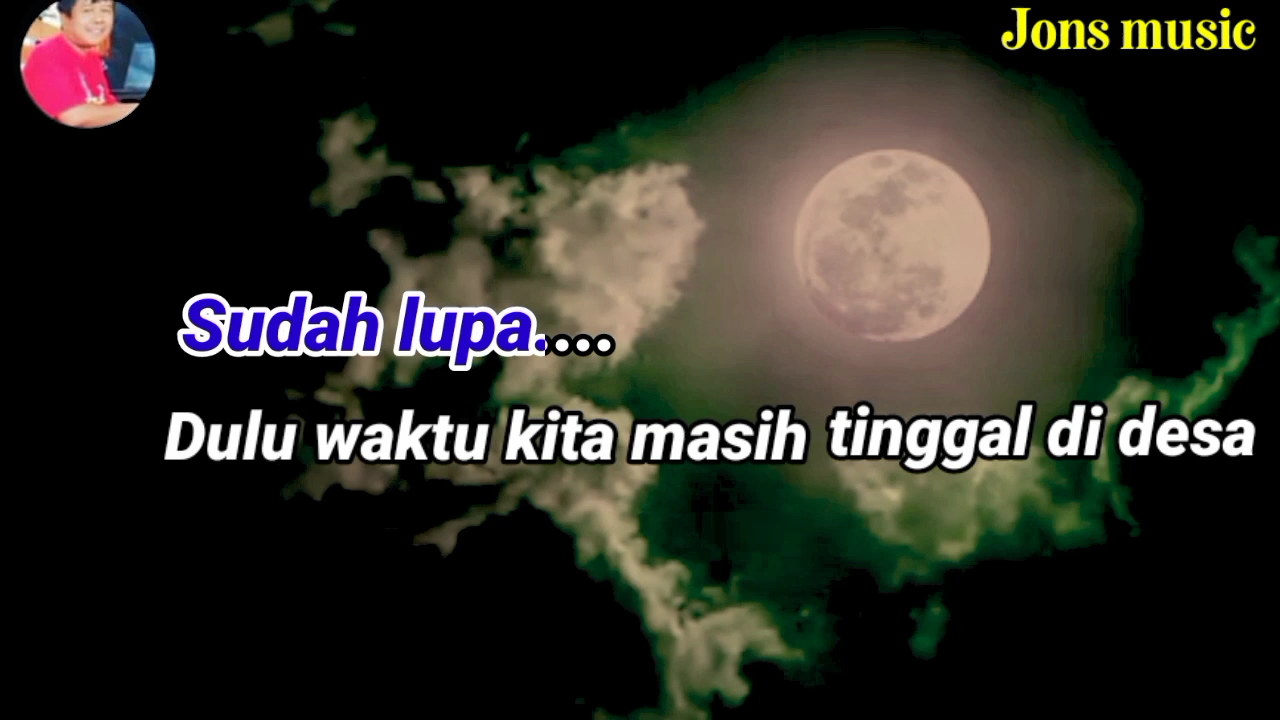 Jons music
Sudah lupa.....
Dulu waktu kita masih tinggal di desa